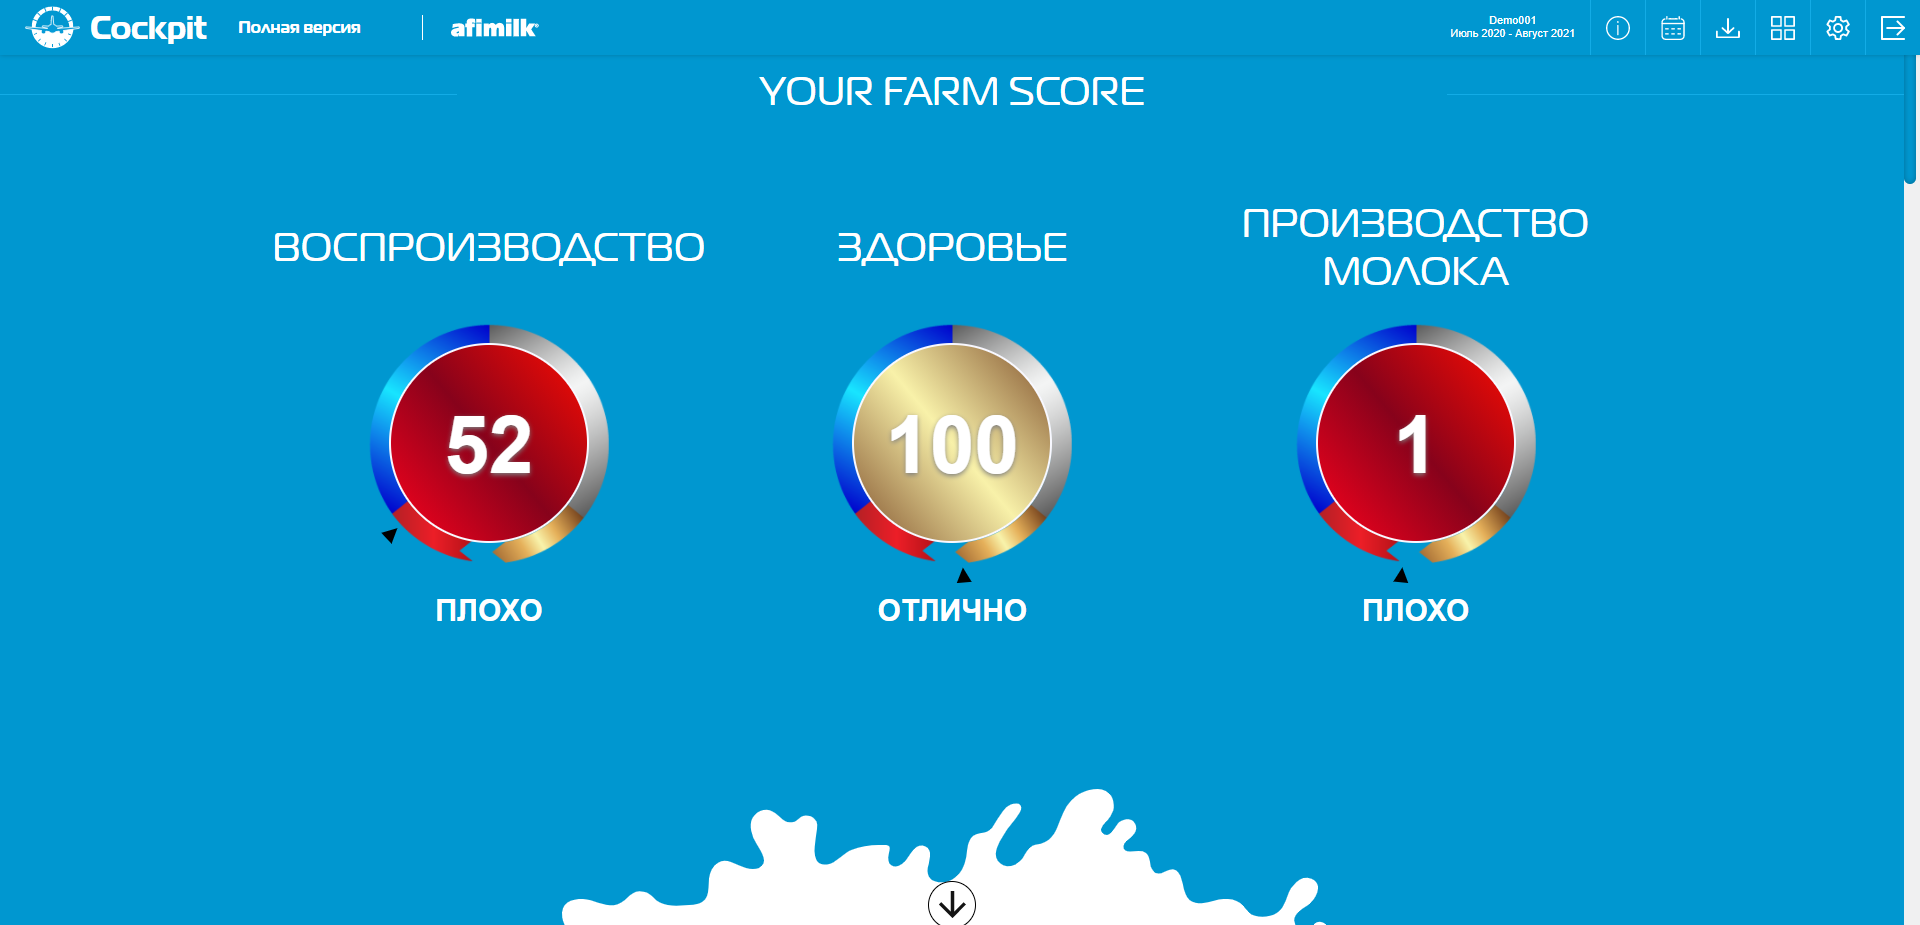 Cockpit
Полная версия
afimilk
Demo001
Июль 2020 - Август 2021
YOUR FARM SCORE
ВОСПРОИЗВОДСТВО
52
ПЛОХО
ЗДОРОВЬЕ
100
ОТЛИЧНО
ПРОИЗВОДСТВО
МОЛОКА
1
ПЛОХО